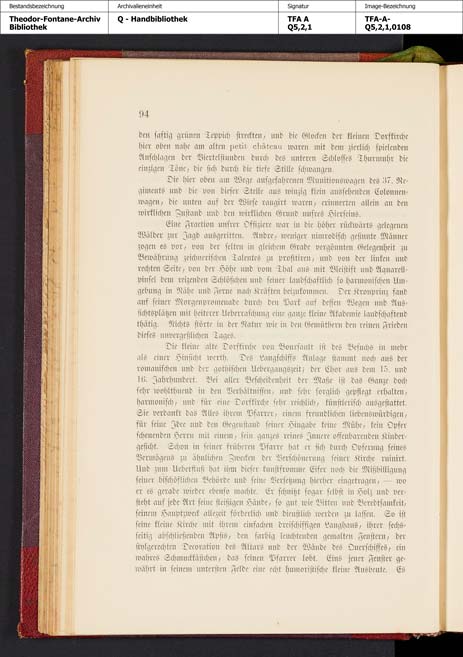 Bestandsbezeichnung
Archivalieneinheit
Signatur
Image-Bezeichnung
Theodor-Fontane-Archiv
Bibliothek
Q - Handbibliothek
TFA A
Q5,2,1
TFA-A-
Q5,2,1,0108
94
den saftig grünen Teppich streckten, und die Glocken der kleinen Dorfkirche
hier oben nahe am alten petit château waren mit dem zierlich spielenden
Anschlagen der Viertelstunden durch des unteren Schlosses Thurmuhr die
einzigen Töne, die sich durch die tiefe Stille schwangen.
Die hier oben am Wege aufgefahrenen Munitionswagen des 37. Re-
giments und die von dieser Stelle aus winzig klein aussehenden Colonnen-
wagen, die unten auf der Wiese rangirt waren, erinnerten allein an den
wirklichen Zustand und den wirklichen Grund unsres Hierseins.
Eine Fraction unsrer Offiziere war in die höher rückwärts gelegenen
Wälder zur Jagd ausgeritten. Andre, weniger nimrodisch gesinnte Männer
zogen es vor, von der selten in gleichem Grade vergönnten Gelegenheit zu
Bewährung zeichnerischen Talentes zu profitiren, und von der linken und
rechten Seite, von der Höhe und vom Thal aus mit Bleistift und Aquarell-
pinsel dem reizenden Schlößchen und seiner landschaftlich so harmonischen Um-
gebung in Nähe und Ferne nach Kräften beizukommen. Der Kronprinz fand
auf seiner Morgenpromenade durch den Park auf dessen Wegen und Aus-
sichtsplätzen mit heiterer Ueberraschung eine ganze kleine Akademie landschaftend
thätig. Nichts störte in der Natur wie in den Gemüthern den reinen Frieden
dieses unvergeßlichen Tages.
Die kleine alte Dorfkirche von Boursault ist des Besuchs in mehr
als einer Hinsicht werth. Des Langschiffs Anlage stammt noch aus der
romanischen und der gothischen Uebergangszeit; der Chor aus dem 15. und
16. Jahrhundert. Bei aller Bescheidenheit der Maße ist das Ganze doch
sehr wohlthuend in den Verhältnissen, und sehr sorglich gepflegt erhalten,
harmonisch, und für eine Dorfkirche sehr reichlich, künstlerisch ausgestattet.
Sie verdankt das Alles ihrem Pfarrer, einem freundlichen liebenswürdigen,
für seine Idee und den Gegenstand seiner Hingabe keine Mühe, kein Opfer
scheuenden Herrn mit einem, sein ganzes reines Innere offenbarenden Kinder-
gesicht. Schon in seiner früheren Pfarre hat er sich durch Opferung seines
Vermögens zu ähnlichen Zwecken der Verschönerung seiner Kirche ruinirt.
Und zum Ueberfluß hat ihm dieser kunstfromme Eifer noch die Mißbilligung
seiner bischöflichen Behörde und seine Versetzung hierher eingetragen, — wo
er es gerade wieder ebenso machte. Er schnitzt sogar selbst in Holz und ver-
steht auf jede Art seine fleißigen Hände, so gut wie Bitten und Beredtsamkeit,
seinem Hauptzweck allezeit förderlich und dienstlich werden zu lassen. So ist
seine kleine Kirche mit ihrem einfachen dreischiffigen Langhaus, ihrer sechs-
seitig abschließenden Apsis, den farbig leuchtenden gemalten Fenstern, der
stylgerechten Decoration des Altars und der Wände des Querschiffes, ein
wahres Schmuckkästchen, das seinen Pfarrer lobt. Eins jener Fenster ge-
währt in seinem untersten Felde eine echt humoristische kleine Ausbeute. Es